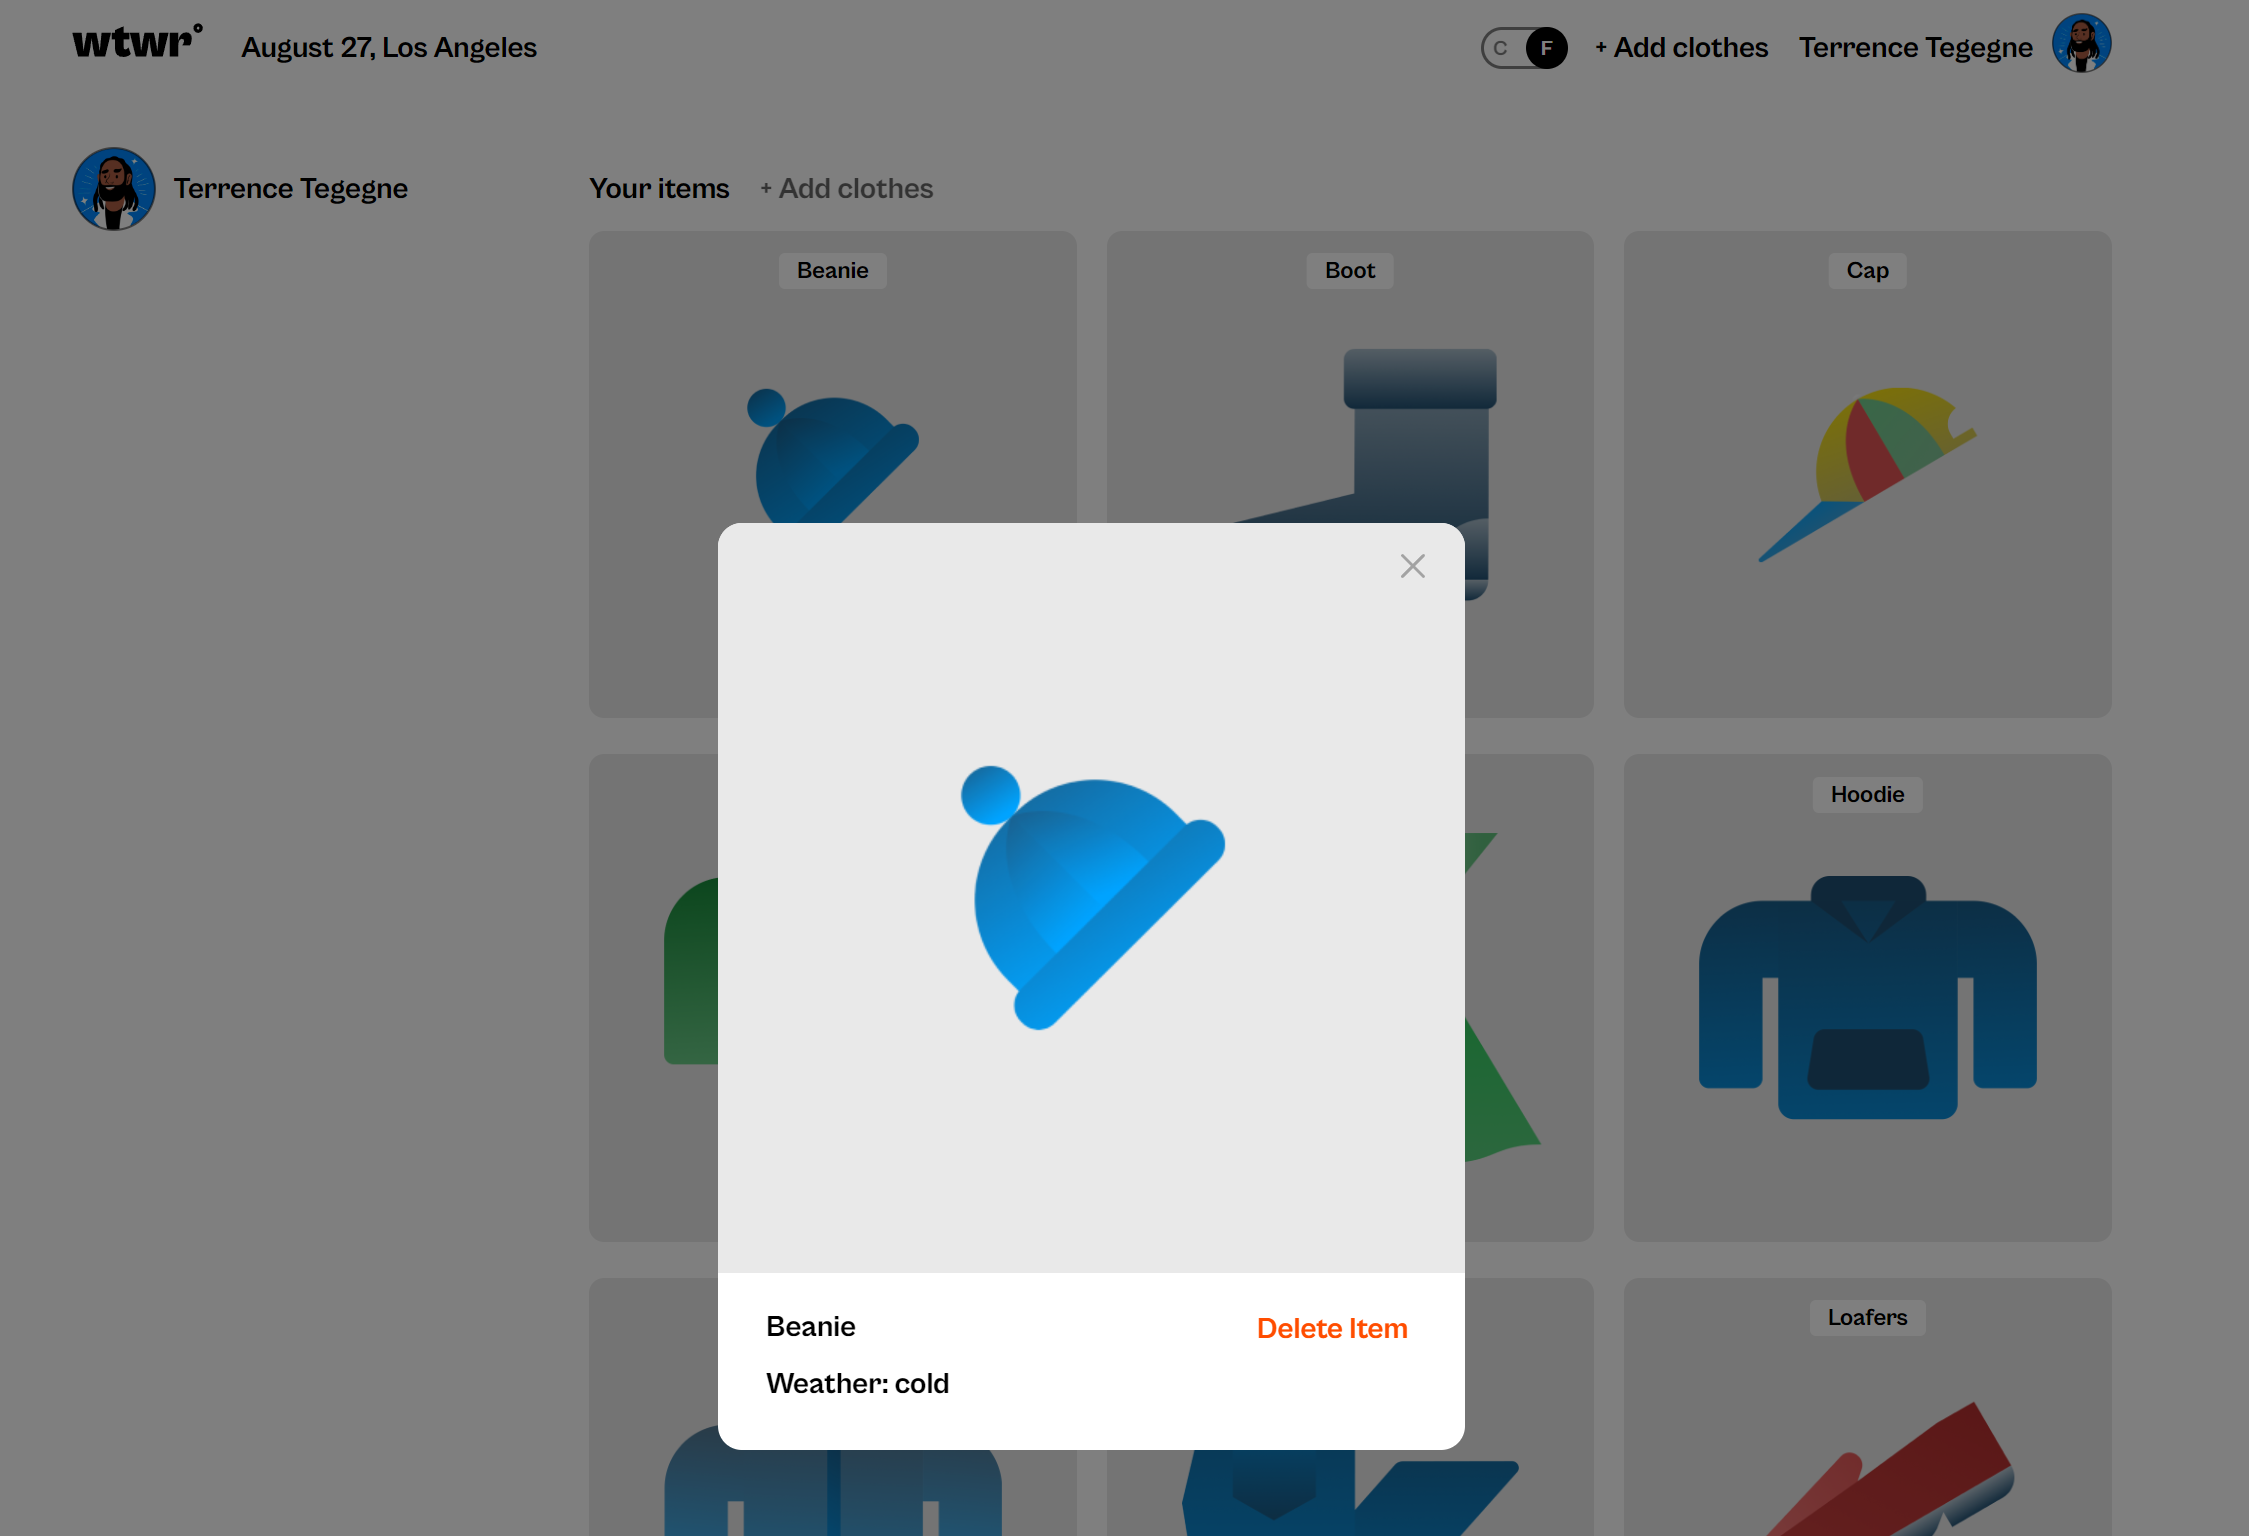 wtwr°
August 27, Los Angeles
C F
+ Add clothes
Terrence Tegegne
Terrence Tegegne
Your items
+ Add clothes
Beanie
Boot
Cap
Hoodie
Loafers
Beanie
Delete Item
Weather: cold